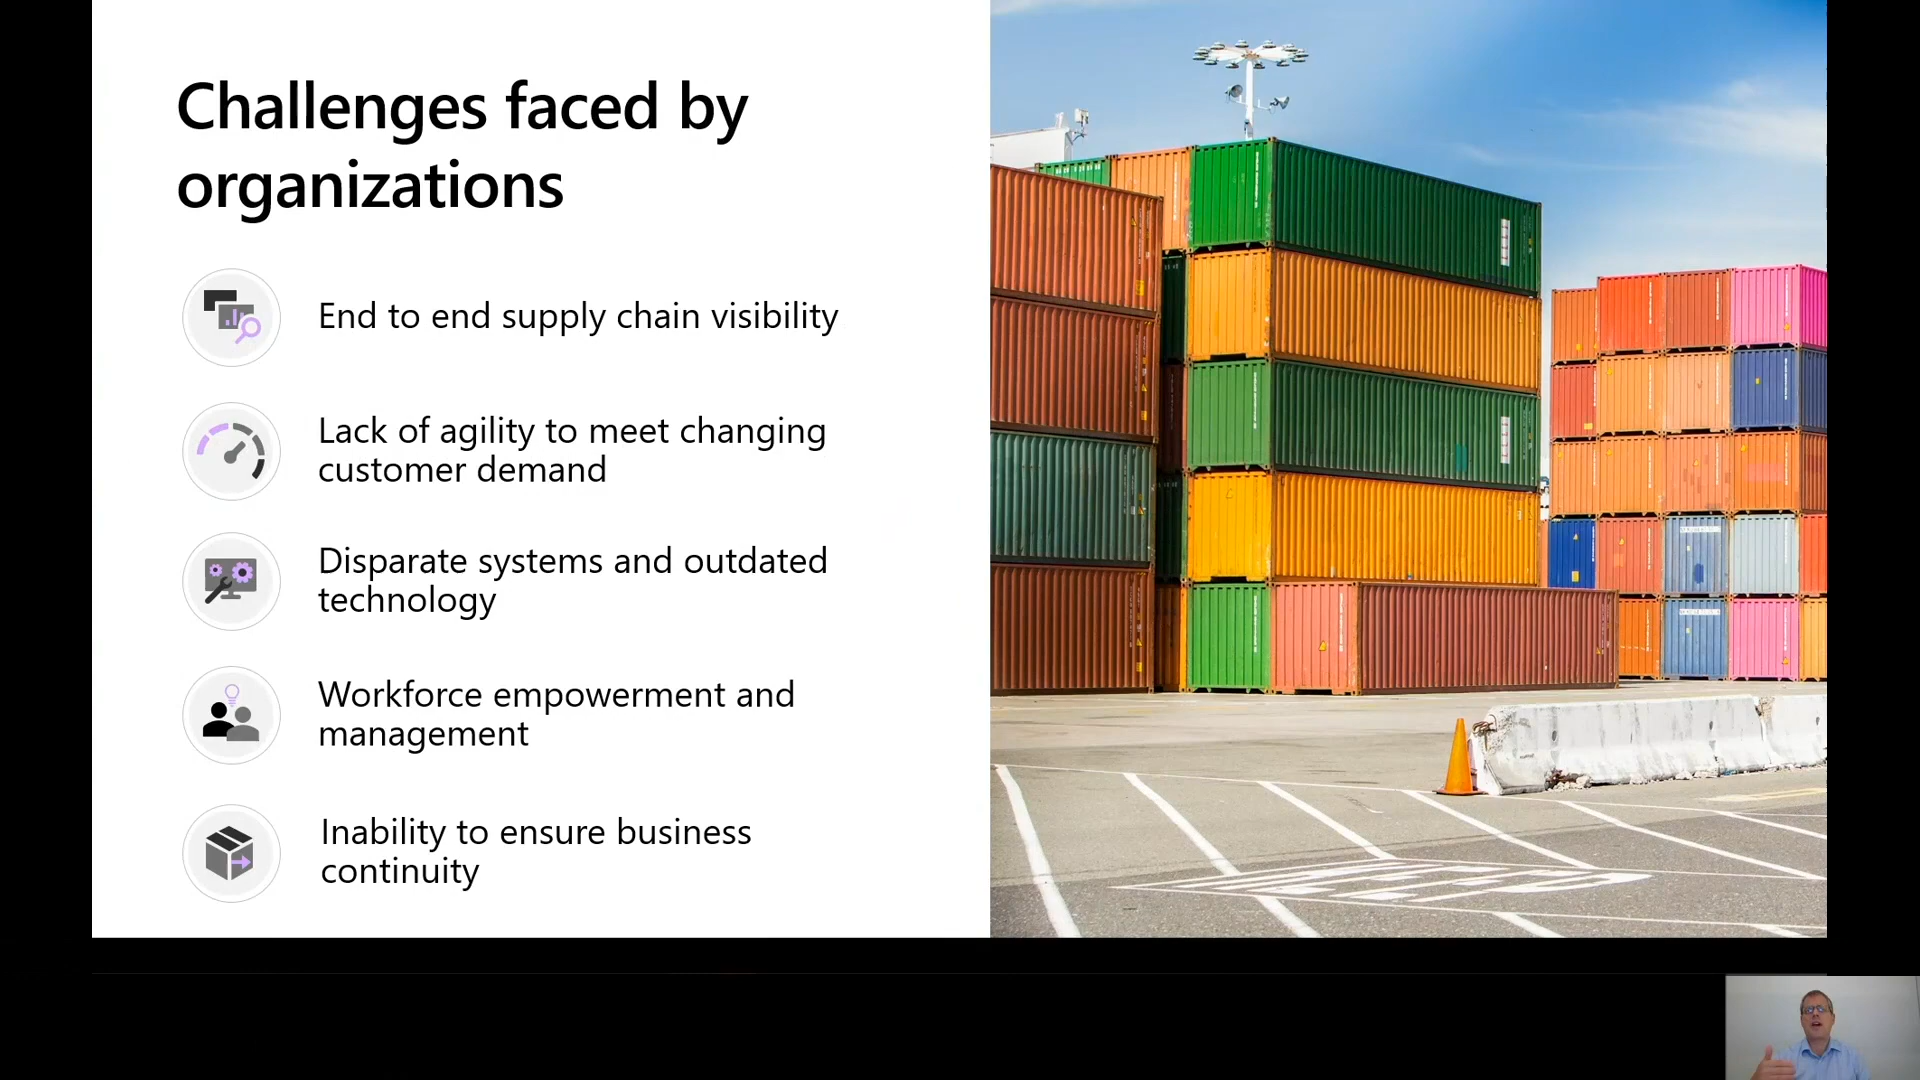 Challenges faced by
organizations
End to end supply chain visibility
Lack of agility to meet changing
customer demand
Disparate systems and outdated
technology
Workforce empowerment and
management
Inability to ensure business
continuity